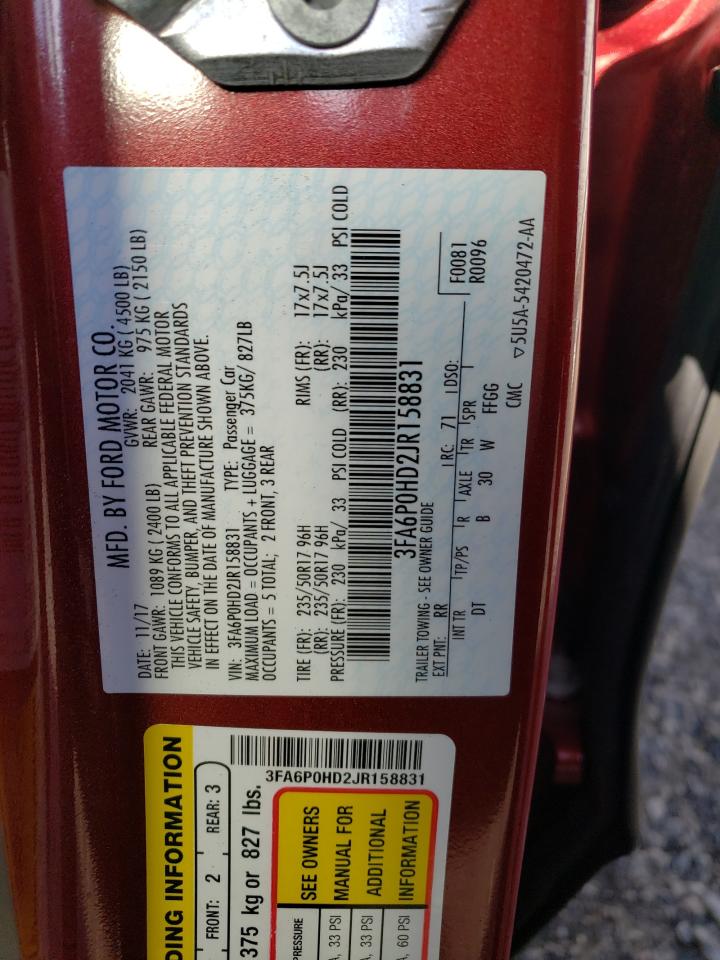 MFD. BY FORD MOTOR CO.
DATE: 11/17 GVWR: 2041 KG ( 4500 LB)
FRONT GAWR: 1089 KG ( 2400 LB) REAR GAWR: 975 KG ( 2150 LB)
THIS VEHICLE CONFORMS TO ALL APPLICABLE FEDERAL MOTOR
VEHICLE SAFETY, BUMPER, AND THEFT PREVENTION STANDARDS
IN EFFECT ON THE DATE OF MANUFACTURE SHOWN ABOVE.
VIN: 3FA6P0HD2JR158831 TYPE: Passenger Car
MAXIMUM LOAD = OCCUPANTS + LUGGAGE = 375KG/ 827LB
OCCUPANTS = 5 TOTAL; 2 FRONT, 3 REAR
TIRE (FR): 235/50R17 96H RIMS (FR): 17x7.5J
(RR): 235/50R17 96H (RR): 17x7.5J
PRESSURE (FR): 230 kPa/ 33 PSI COLD (RR): 230 kPa/ 33 PSI COLD
3FA6P0HD2JR158831
TRAILER TOWING - SEE OWNER GUIDE
EXT PNT: RR RC: 71 DSO: F0081
R0096
INT TR TP/PS R AXLE TR SPR
DT B 30 W FFGG
CMC ▽5U5A-5420472-AA
DING INFORMATION
FRONT: 2 REAR: 3
375 kg or 827 lbs.
3FA6P0HD2JR158831
PRESSURE
A, 33 PSI
A, 33 PSI
A, 60 PSI
SEE OWNERS
MANUAL FOR
ADDITIONAL
INFORMATION